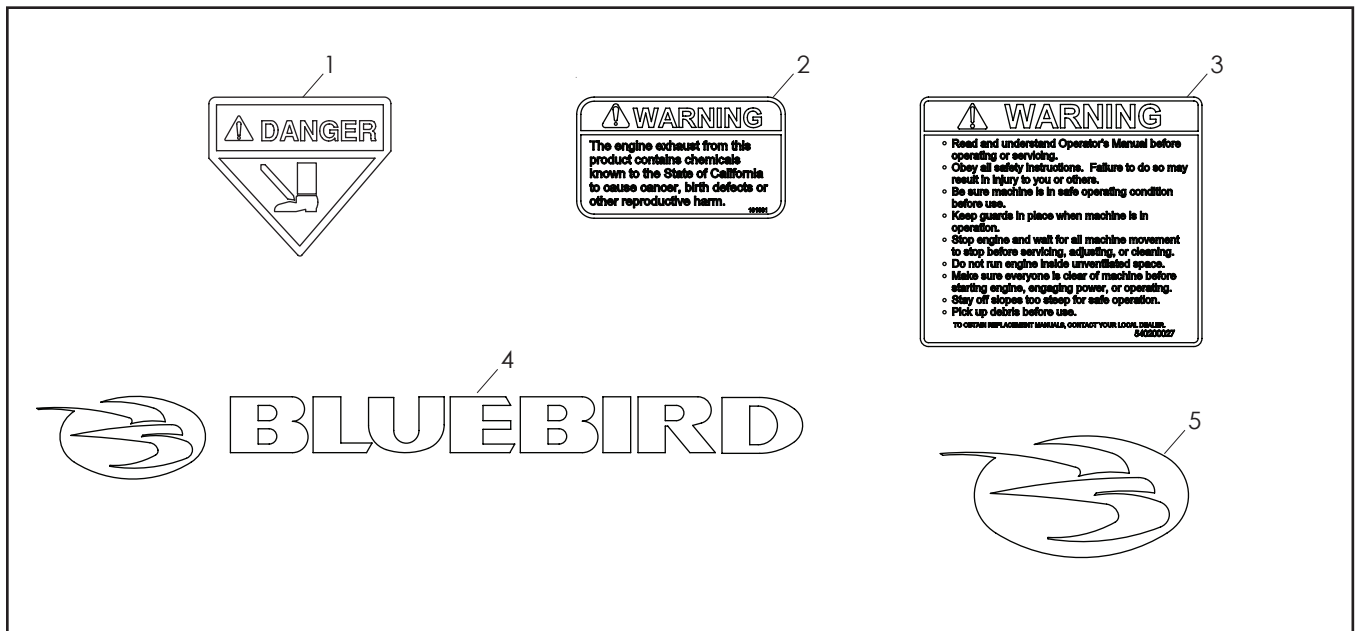 1
DANGER
2
WARNING
The engine exhaust from this
product contains chemicals
known to the State of California
to cause cancer, birth defects or
other reproductive harm.
3
WARNING
Read and understand Operator's Manual before
operating or servicing.
Obey all safety instructions. Failure to do so may
result in injury to you or others.
Be sure machine is in safe operating condition
before use.
Keep guards in place when machine is in
operation.
Stop engine and wait for all machine movement
to stop before servicing, adjusting, or cleaning.
Do not run engine inside unventilated space.
Make sure everyone is clear of machine before
starting engine, engaging power, or operating.
Stay off slopes too steep for safe operation.
Pick up debris before use.
TO OBTAIN REPLACEMENT MANUALS, CONTACT YOUR LOCAL DEALER.
540200027
4
BLUEBIRD
5